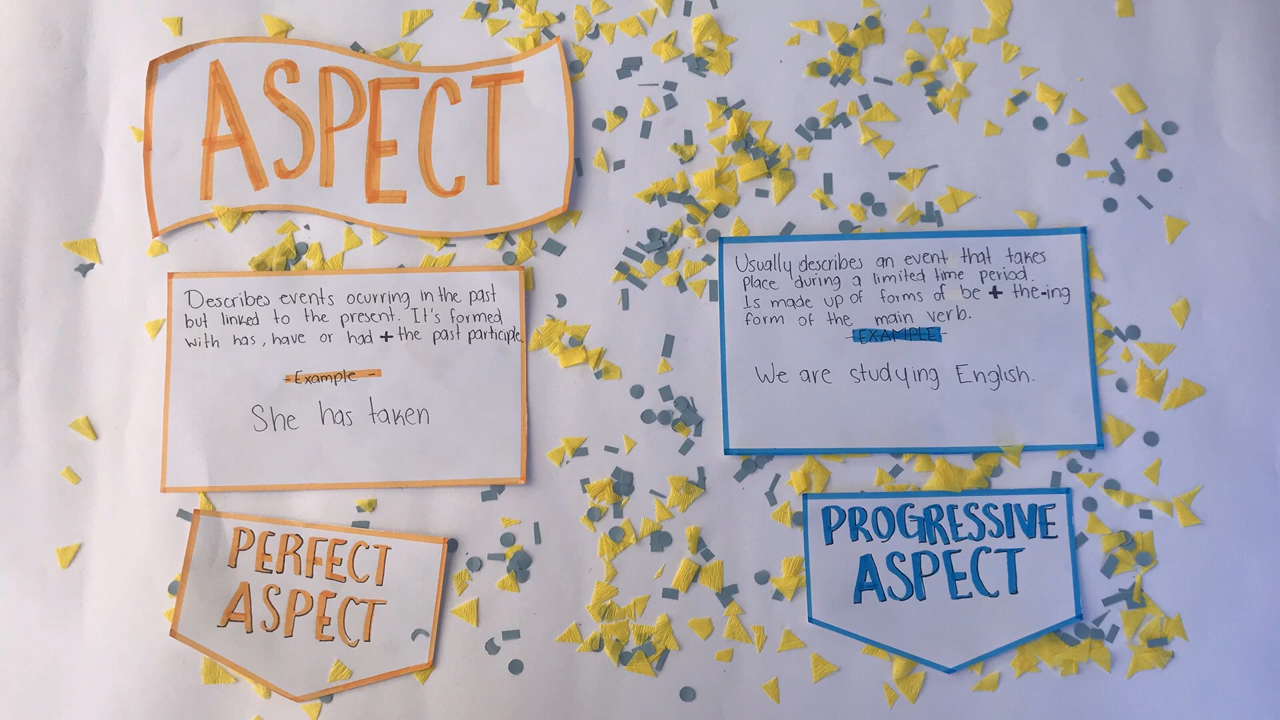 ASPECT
Describes events ocurring in the past
but linked to the present. It's formed
with has, have or had + the past participle.
- Example -
She has taken
PERFECT
ASPECT
Usually describes an event that takes
place during a limited time period.
Is made up of forms of be + the-ing
form of the main verb.
- EXAMPLE -
We are studying English.
PROGRESSIVE
ASPECT